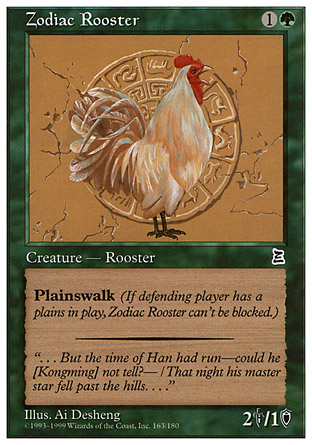 Zodiac Rooster 1
Creature — Rooster
Plainswalk (If defending player has a
plains in play, Zodiac Rooster can't be blocked.)
“. . . But the time of Han had run—could he
[Kongming] not tell?— / That night his master
star fell past the hills. . . .”
Illus. Ai Desheng
©1993-1999 Wizards of the Coast, Inc. 163/180
2/1